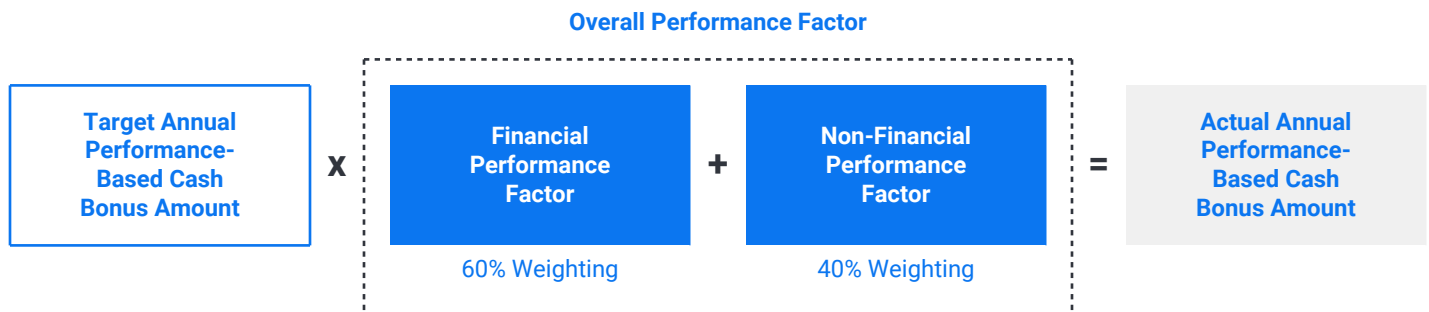 Overall Performance Factor
Target Annual
Performance-
Based Cash
Bonus Amount
x
Financial
Performance
Factor
60% Weighting
+
Non-Financial
Performance
Factor
40% Weighting
=
Actual Annual
Performance-
Based Cash
Bonus Amount